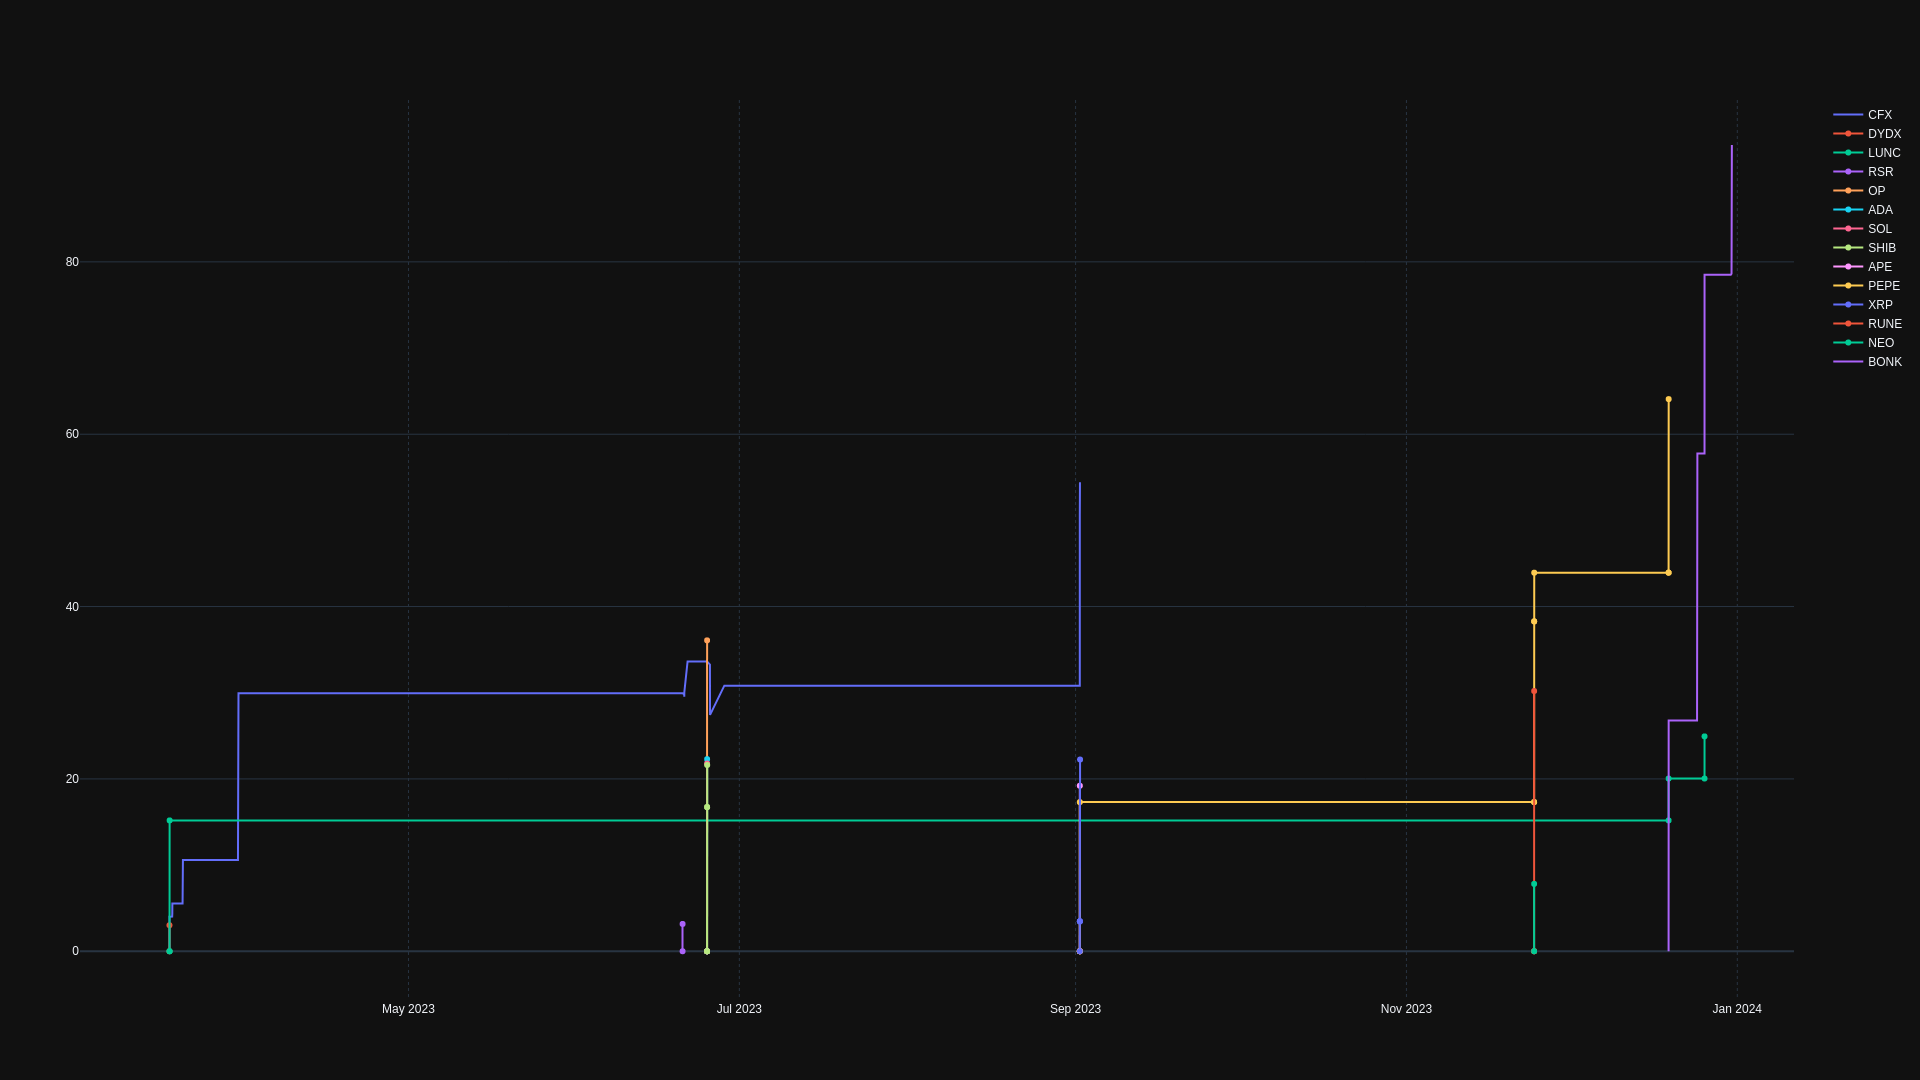 80
60
40
20
0
May 2023
Jul 2023
Sep 2023
Nov 2023
Jan 2024
CFX
DYDX
LUNC
RSR
OP
ADA
SOL
SHIB
APE
PEPE
XRP
RUNE
NEO
BONK